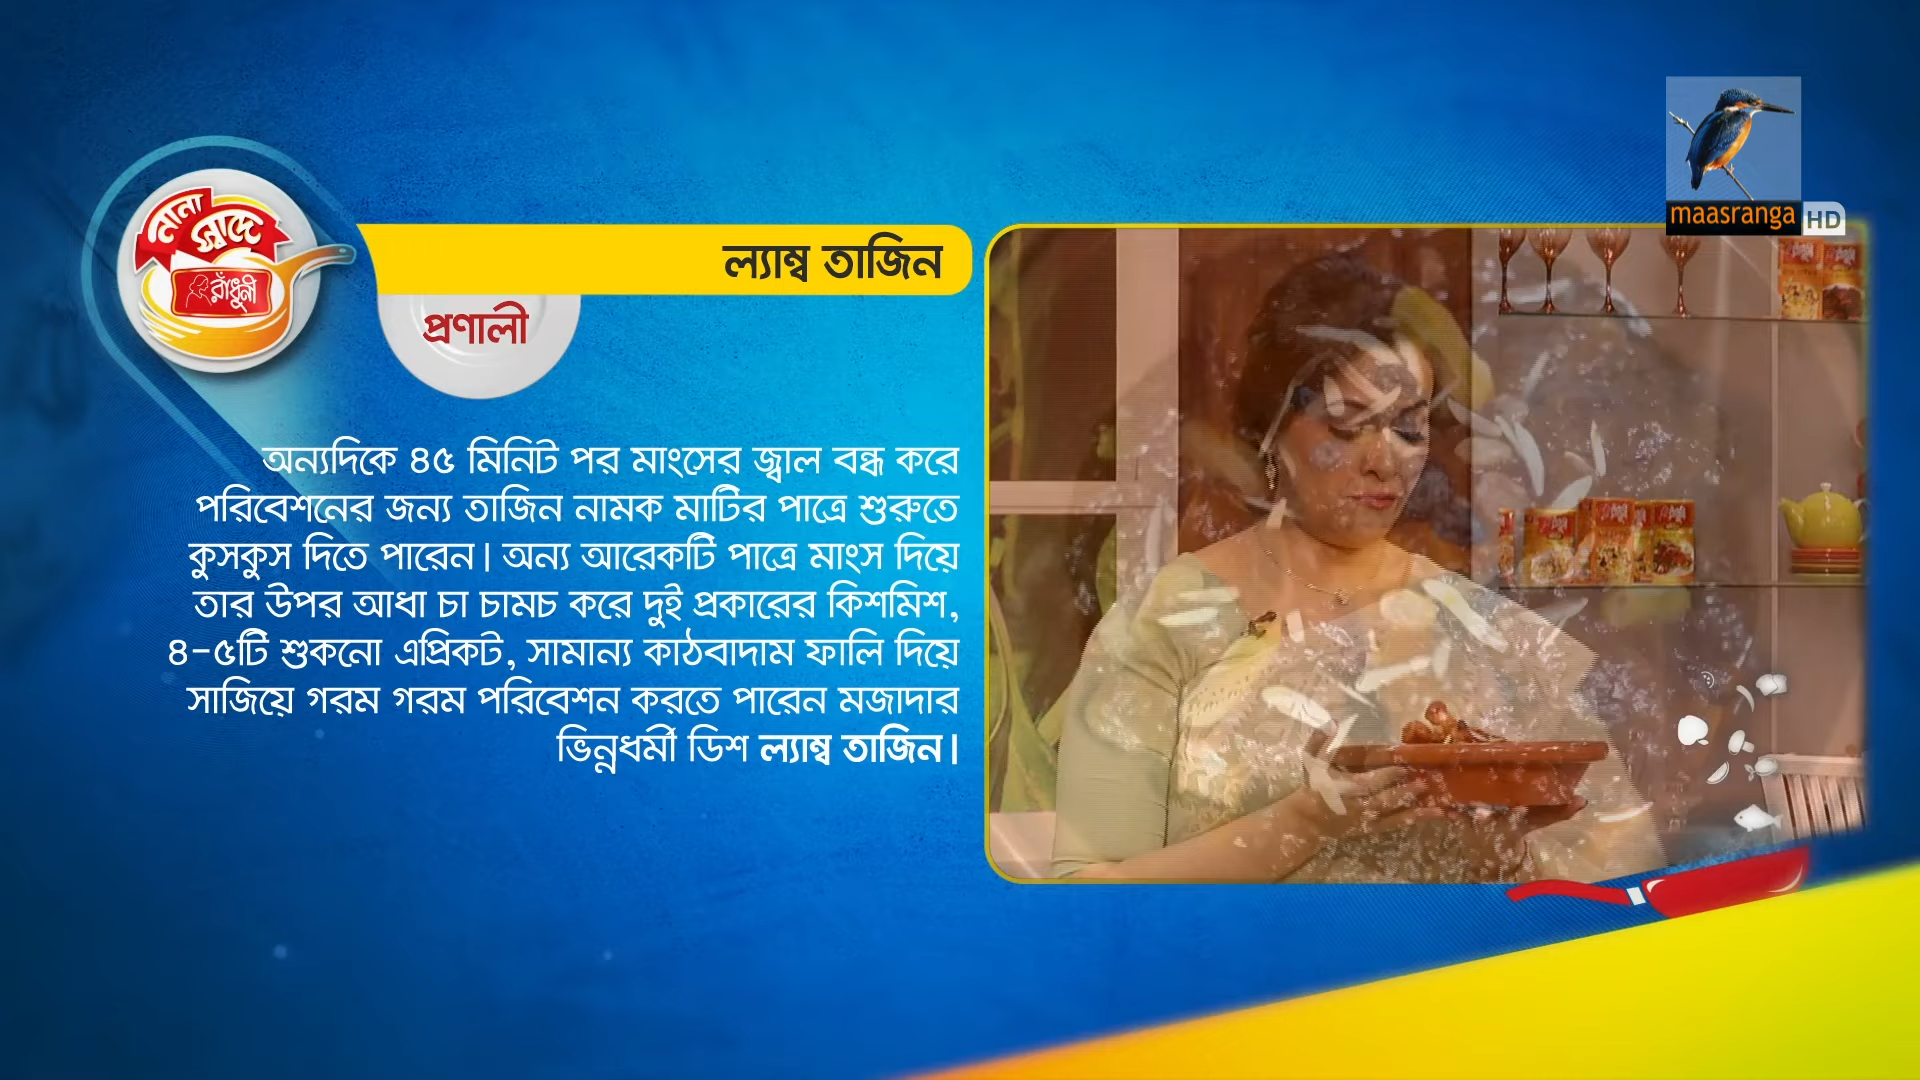 maasranga HD
নানা
স্বাদে
রাঁধুনী
ল্যাম্ব তাজিন
প্রণালী
অন্যদিকে ৪৫ মিনিট পর মাংসের জ্বাল বন্ধ করে
পরিবেশনের জন্য তাজিন নামক মাটির পাত্রে শুরুতে
কুসকুস দিতে পারেন। অন্য আরেকটি পাত্রে মাংস দিয়ে
তার উপর আধা চা চামচ করে দুই প্রকারের কিশমিশ,
৪-৫টি শুকনো এপ্রিকট, সামান্য কাঠবাদাম ফালি দিয়ে
সাজিয়ে গরম গরম পরিবেশন করতে পারেন মজাদার
ভিন্নধর্মী ডিশ ল্যাম্ব তাজিন।